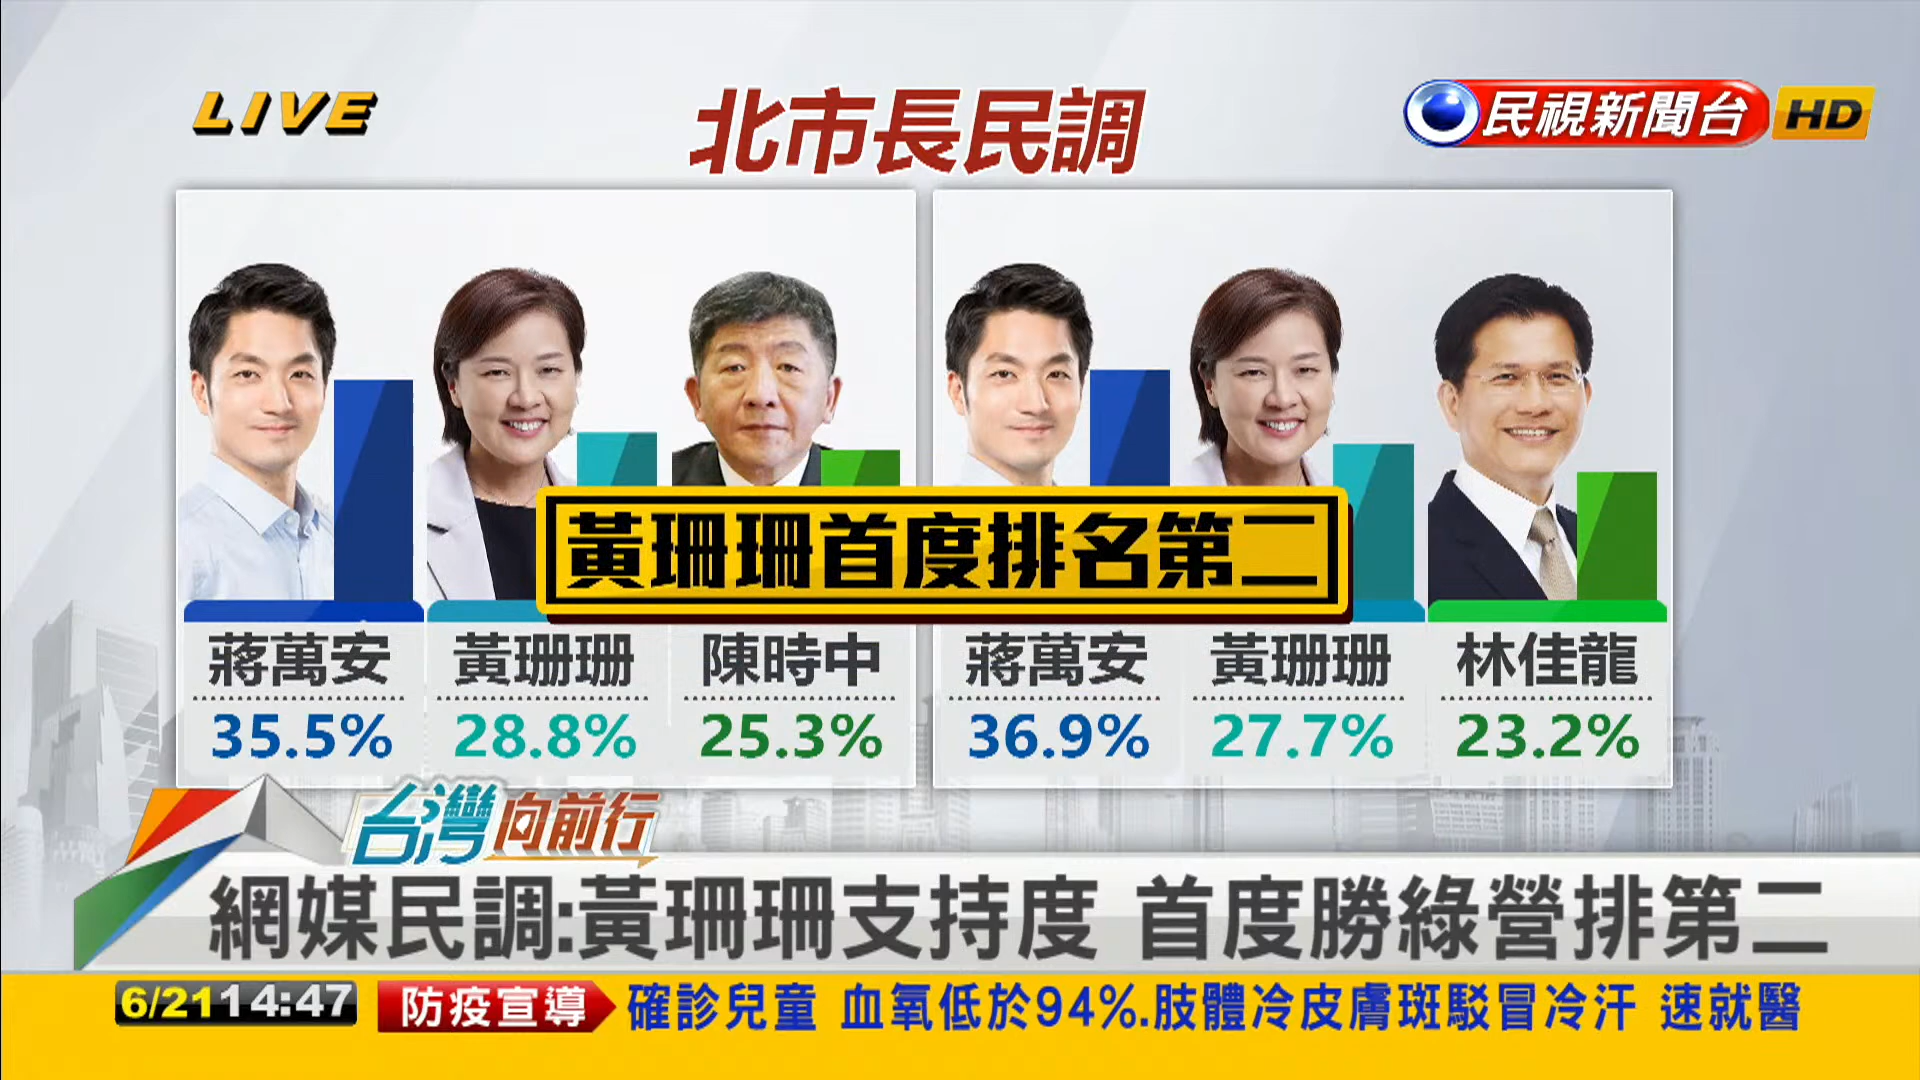 LIVE
北市長民調
民視新聞台 HD
黃珊珊首度排名第二
蔣萬安 黃珊珊 陳時中 蔣萬安 黃珊珊 林佳龍
35.5% 28.8% 25.3% 36.9% 27.7% 23.2%
台灣向前行
網媒民調:黃珊珊支持度 首度勝綠營排第二
6/21 14:47 防疫宣導 確診兒童 血氧低於94%.肢體冷皮膚斑駁冒冷汗 速就醫